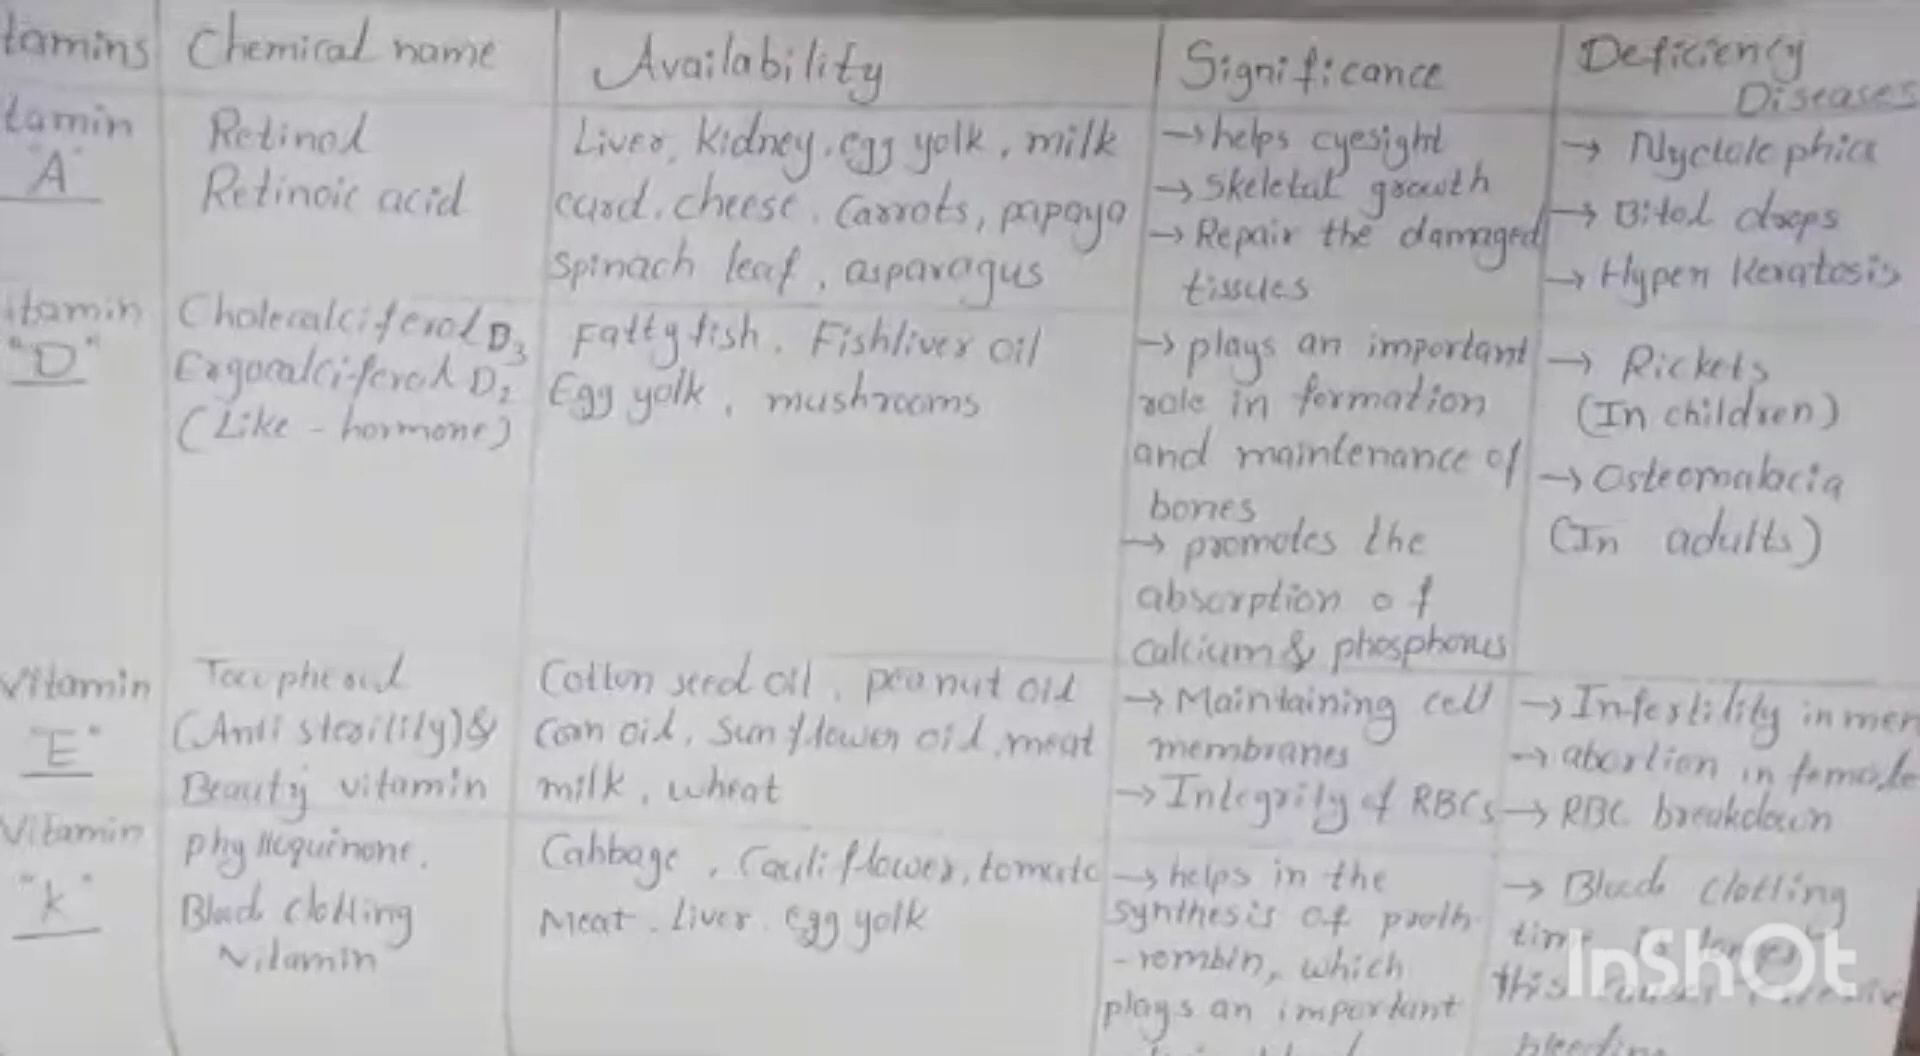 tamins Chemical name Availability Significance Deficiency Diseases
tamin "A"
Retinol
Retinoic acid
Liver, kidney, egg yolk, milk
curd, cheese, Carrots, papaya
spinach leaf, asparagus
→ helps eyesight
→ skeletal growth
→ Repair the damaged
tissues
→ Nyctolophia
→ Bitol drops
→ Hypen Keratosis
itamin "D"
Cholecalciferol D3
Ergocalciferol D2
(Like - hormone)
Fatty fish, Fishliver oil
Egg yolk, mushrooms
→ plays an important
role in formation
and maintenance of
bones
→ promotes the
absorption of
calcium & phosphorus
→ Rickets
(In children)
→ Osteomalacia
(In adults)
Vitamin "E"
Tocopherol
(Anti sterility) &
Beauty vitamin
Cotton seed oil, peanut oil
Corn oil, Sunflower oil, meat
milk, wheat
→ Maintaining cell
membranes
→ Integrity of RBCs
→ Infertility in men
→ abortion in female
→ RBC breakdown
Vitamin "K"
phylloquinone.
Blood Clotting
Vitamin
Cabbage, Cauliflower, tomato
Meat, Liver, Egg yolk
→ helps in the
synthesis of proth
-rombin, which
plays an important
→ Blood Clotting
time
this
bleeding
InShOt